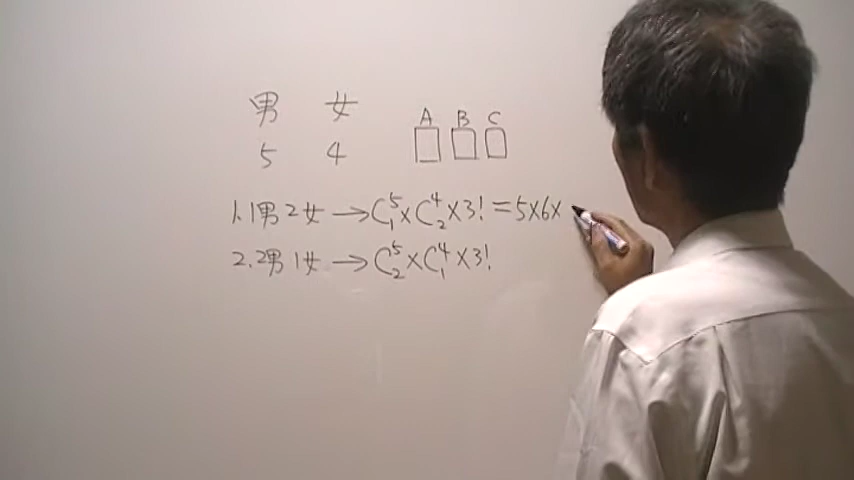 男 女 A B C
5 4
1. 1男2女 → C⁵₁ × C⁴₂ × 3! = 5×6×
2. 2男1女 → C⁵₂ × C⁴₁ × 3!